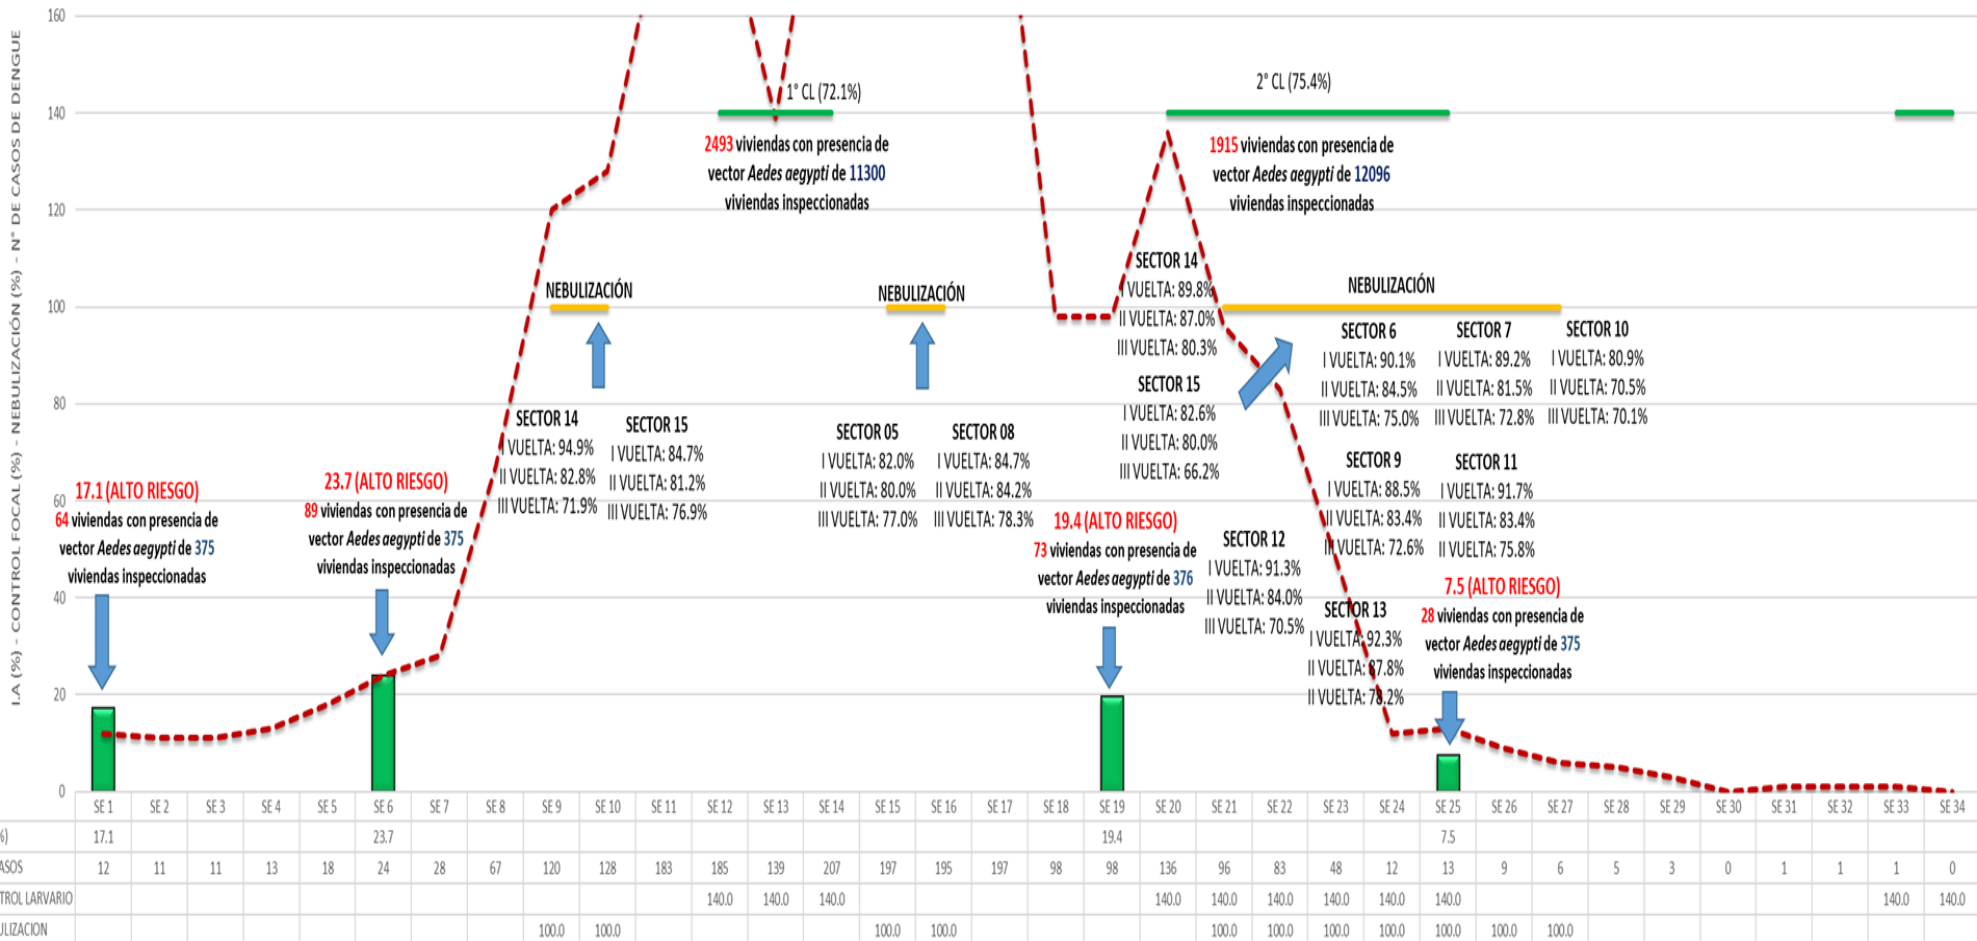 I.A (%) - CONTROL FOCAL (%) - NEBULIZACIÓN (%) - N° DE CASOS DE DENGUE
160
140
120
100
80
60
40
20
0
1° CL (72.1%)
2493 viviendas con presencia de
vector Aedes aegypti de 11300
viviendas inspeccionadas
2° CL (75.4%)
1915 viviendas con presencia de
vector Aedes aegypti de 12096
viviendas inspeccionadas
NEBULIZACIÓN
NEBULIZACIÓN
NEBULIZACIÓN
SECTOR 14
I VUELTA: 89.8%
II VUELTA: 87.0%
III VUELTA: 80.3%
SECTOR 15
I VUELTA: 82.6%
II VUELTA: 80.0%
III VUELTA: 66.2%
SECTOR 6
I VUELTA: 90.1%
II VUELTA: 84.5%
III VUELTA: 75.0%
SECTOR 7
I VUELTA: 89.2%
II VUELTA: 81.5%
III VUELTA: 72.8%
SECTOR 10
I VUELTA: 80.9%
II VUELTA: 70.5%
III VUELTA: 70.1%
SECTOR 14
I VUELTA: 94.9%
II VUELTA: 82.8%
III VUELTA: 71.9%
SECTOR 15
I VUELTA: 84.7%
II VUELTA: 81.2%
III VUELTA: 76.9%
SECTOR 05
I VUELTA: 82.0%
II VUELTA: 80.0%
III VUELTA: 77.0%
SECTOR 08
I VUELTA: 84.7%
II VUELTA: 84.2%
III VUELTA: 78.3%
SECTOR 9
I VUELTA: 88.5%
II VUELTA: 83.4%
III VUELTA: 72.6%
SECTOR 11
I VUELTA: 91.7%
II VUELTA: 83.4%
II VUELTA: 75.8%
SECTOR 12
I VUELTA: 91.3%
II VUELTA: 84.0%
III VUELTA: 70.5%
SECTOR 13
I VUELTA: 92.3%
II VUELTA: 87.8%
II VUELTA: 78.2%
17.1 (ALTO RIESGO)
64 viviendas con presencia de
vector Aedes aegypti de 375
viviendas inspeccionadas
23.7 (ALTO RIESGO)
89 viviendas con presencia de
vector Aedes aegypti de 375
viviendas inspeccionadas
19.4 (ALTO RIESGO)
73 viviendas con presencia de
vector Aedes aegypti de 376
viviendas inspeccionadas
7.5 (ALTO RIESGO)
28 viviendas con presencia de
vector Aedes aegypti de 375
viviendas inspeccionadas
SE 1 SE 2 SE 3 SE 4 SE 5 SE 6 SE 7 SE 8 SE 9 SE 10 SE 11 SE 12 SE 13 SE 14 SE 15 SE 16 SE 17 SE 18 SE 19 SE 20 SE 21 SE 22 SE 23 SE 24 SE 25 SE 26 SE 27 SE 28 SE 29 SE 30 SE 31 SE 32 SE 33 SE 34
%) 17.1 23.7 19.4 7.5
ASOS 12 11 11 13 18 24 28 67 120 128 183 185 139 207 197 195 197 98 98 136 96 83 48 12 13 9 6 5 3 0 1 1 1 0
TROL LARVARIO 140.0 140.0 140.0 140.0 140.0 140.0 140.0 140.0 140.0 140.0 140.0
ULIZACION 100.0 100.0 100.0 100.0 100.0 100.0 100.0 100.0 100.0 100.0 100.0